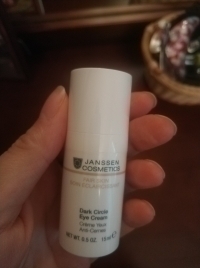 JANSSEN
COSMETICS
Dark Circle
Eye Cream
Crème Yeux
Anti-Cernes
NET WT. 0.5 OZ. 15 ml e